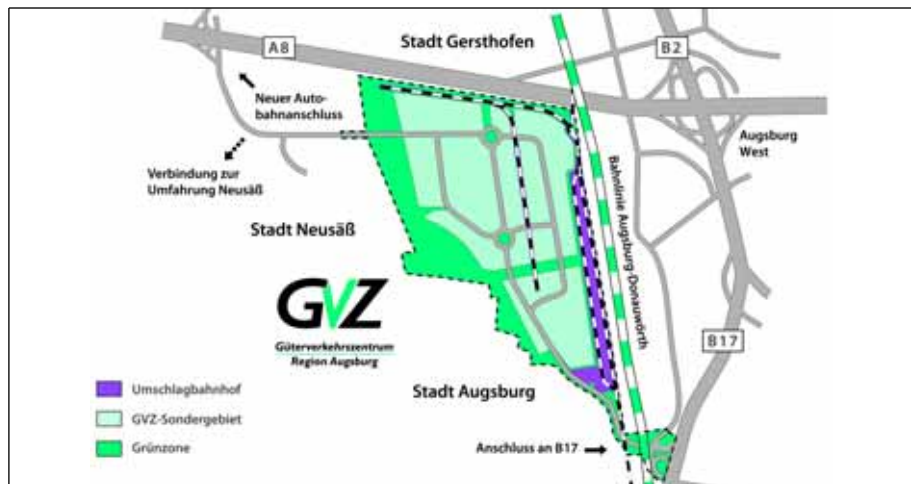 Stadt Gersthofen
A8
B2
Neuer Auto-
bahnanschluss
Augsburg
West
Verbindung zur
Umfahrung Neusäß
Bahnlinie Augsburg-Donauwörth
Stadt Neusäß
GVZ
Güterverkehrszentrum
Region Augsburg
B17
Umschlagbahnhof
Stadt Augsburg
GVZ-Sondergebiet
Grünzone
Anschluss an B17